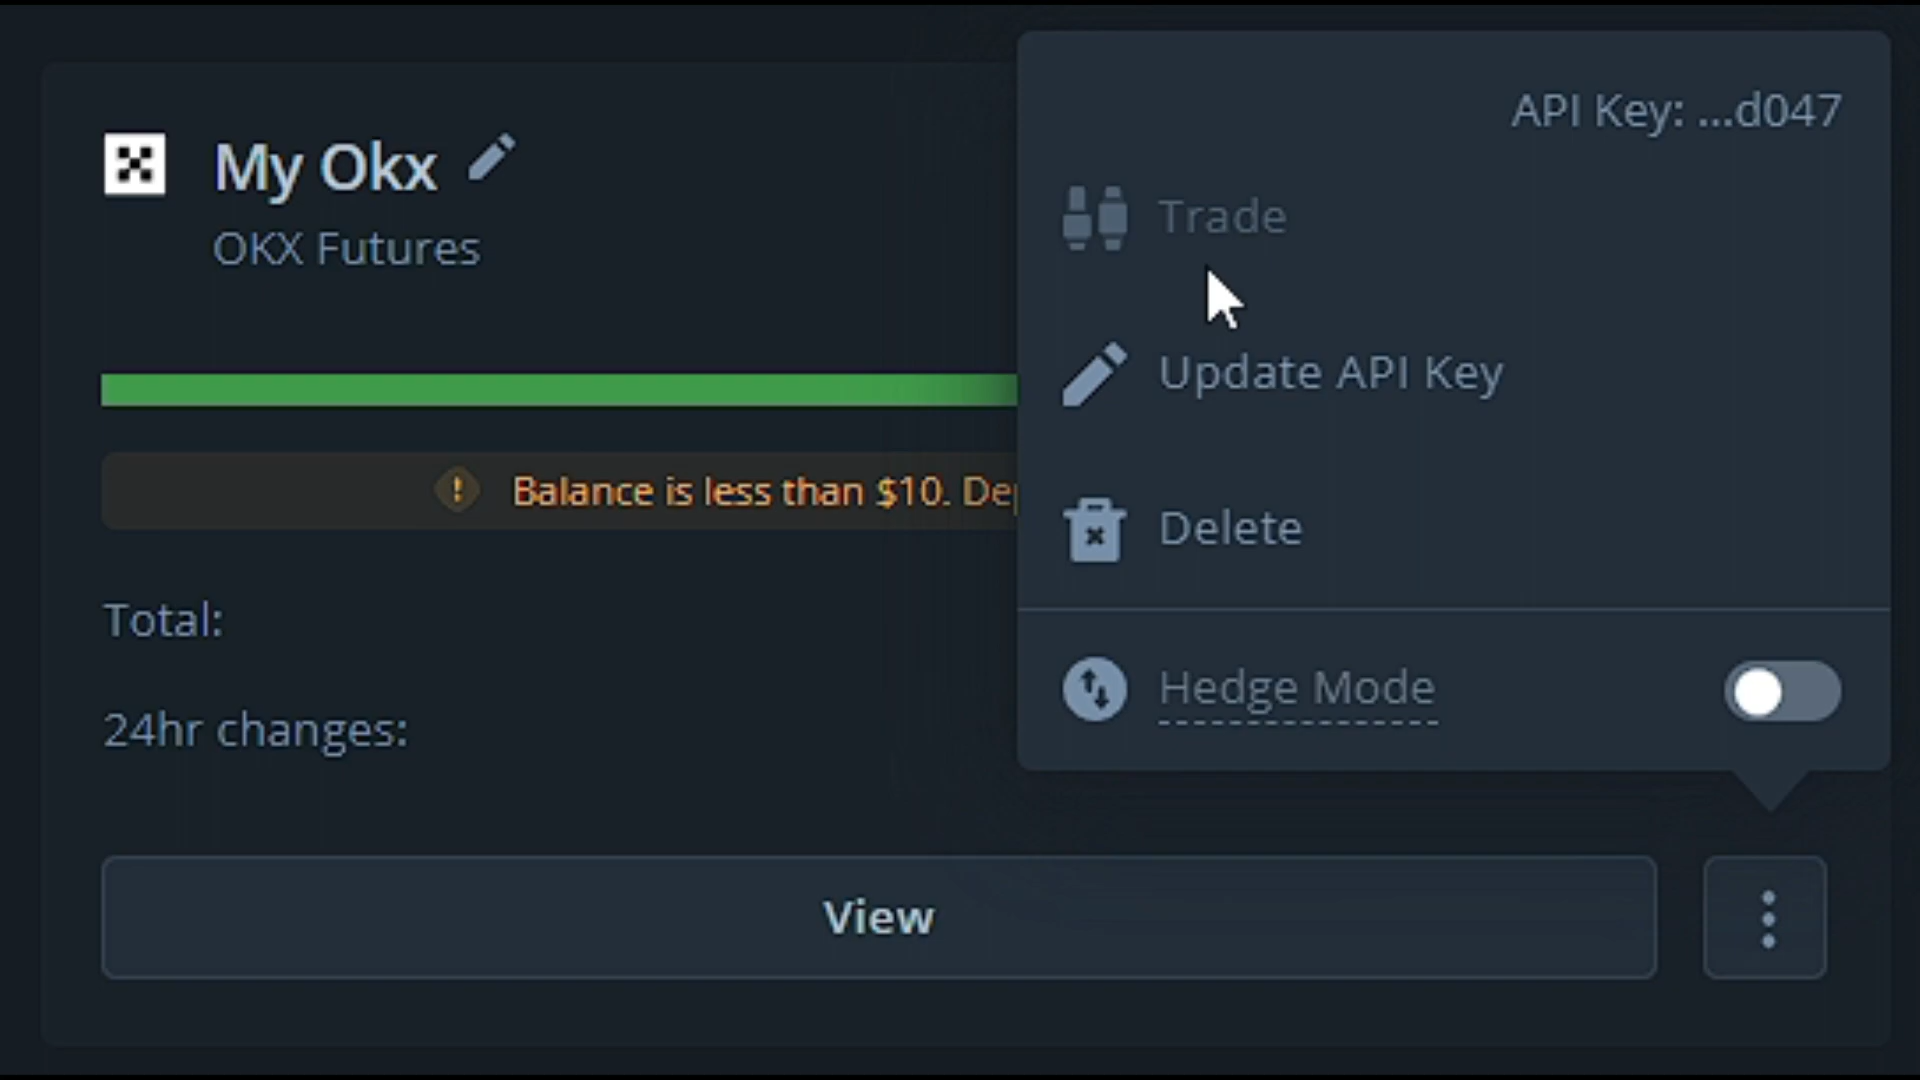 My Okx
OKX Futures
Balance is less than $10.
Total:
24hr changes:
View
API Key: ...d047
Trade
Update API Key
Delete
Hedge Mode